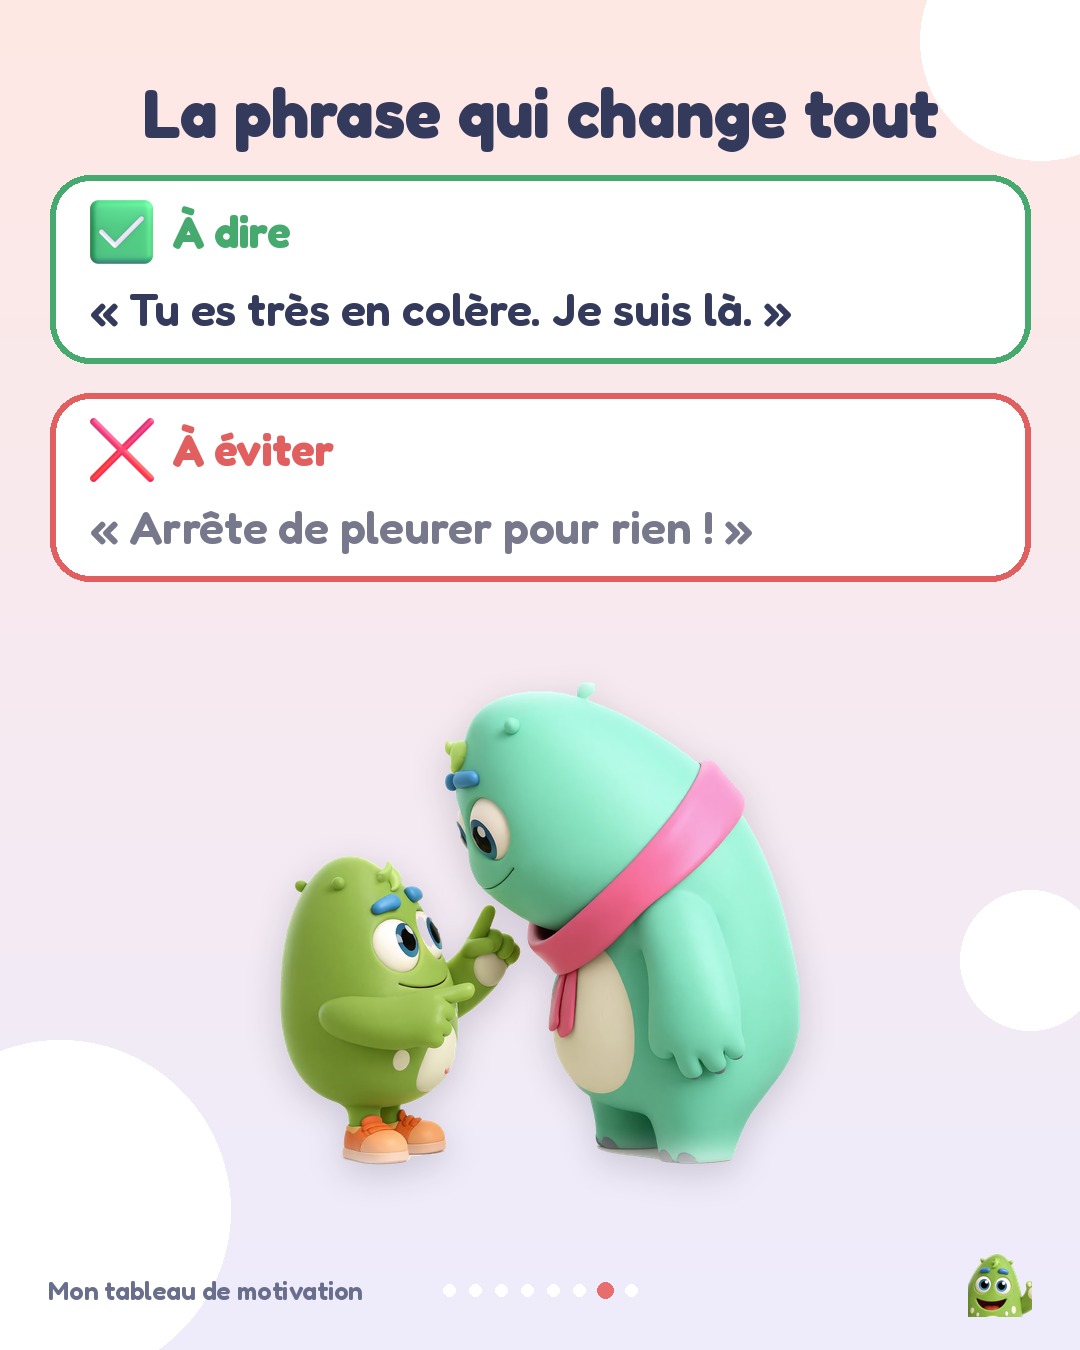 La phrase qui change tout
À dire
« Tu es très en colère. Je suis là. »
À éviter
« Arrête de pleurer pour rien ! »
Mon tableau de motivation